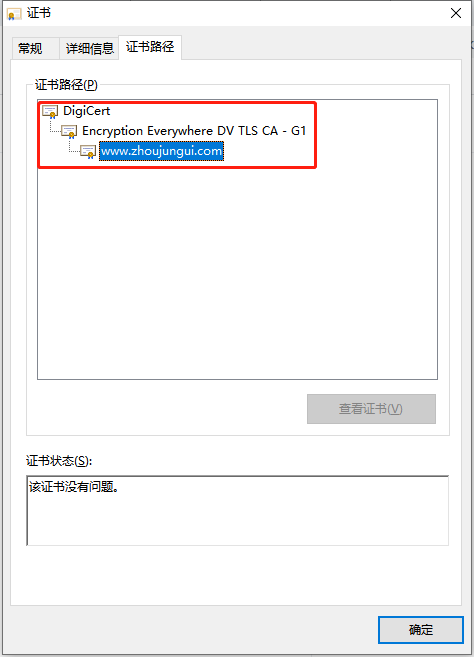 证书
常规 详细信息 证书路径
证书路径(P)
DigiCert
Encryption Everywhere DV TLS CA - G1
www.zhoujungui.com
查看证书(V)
证书状态(S):
该证书没有问题。
确定